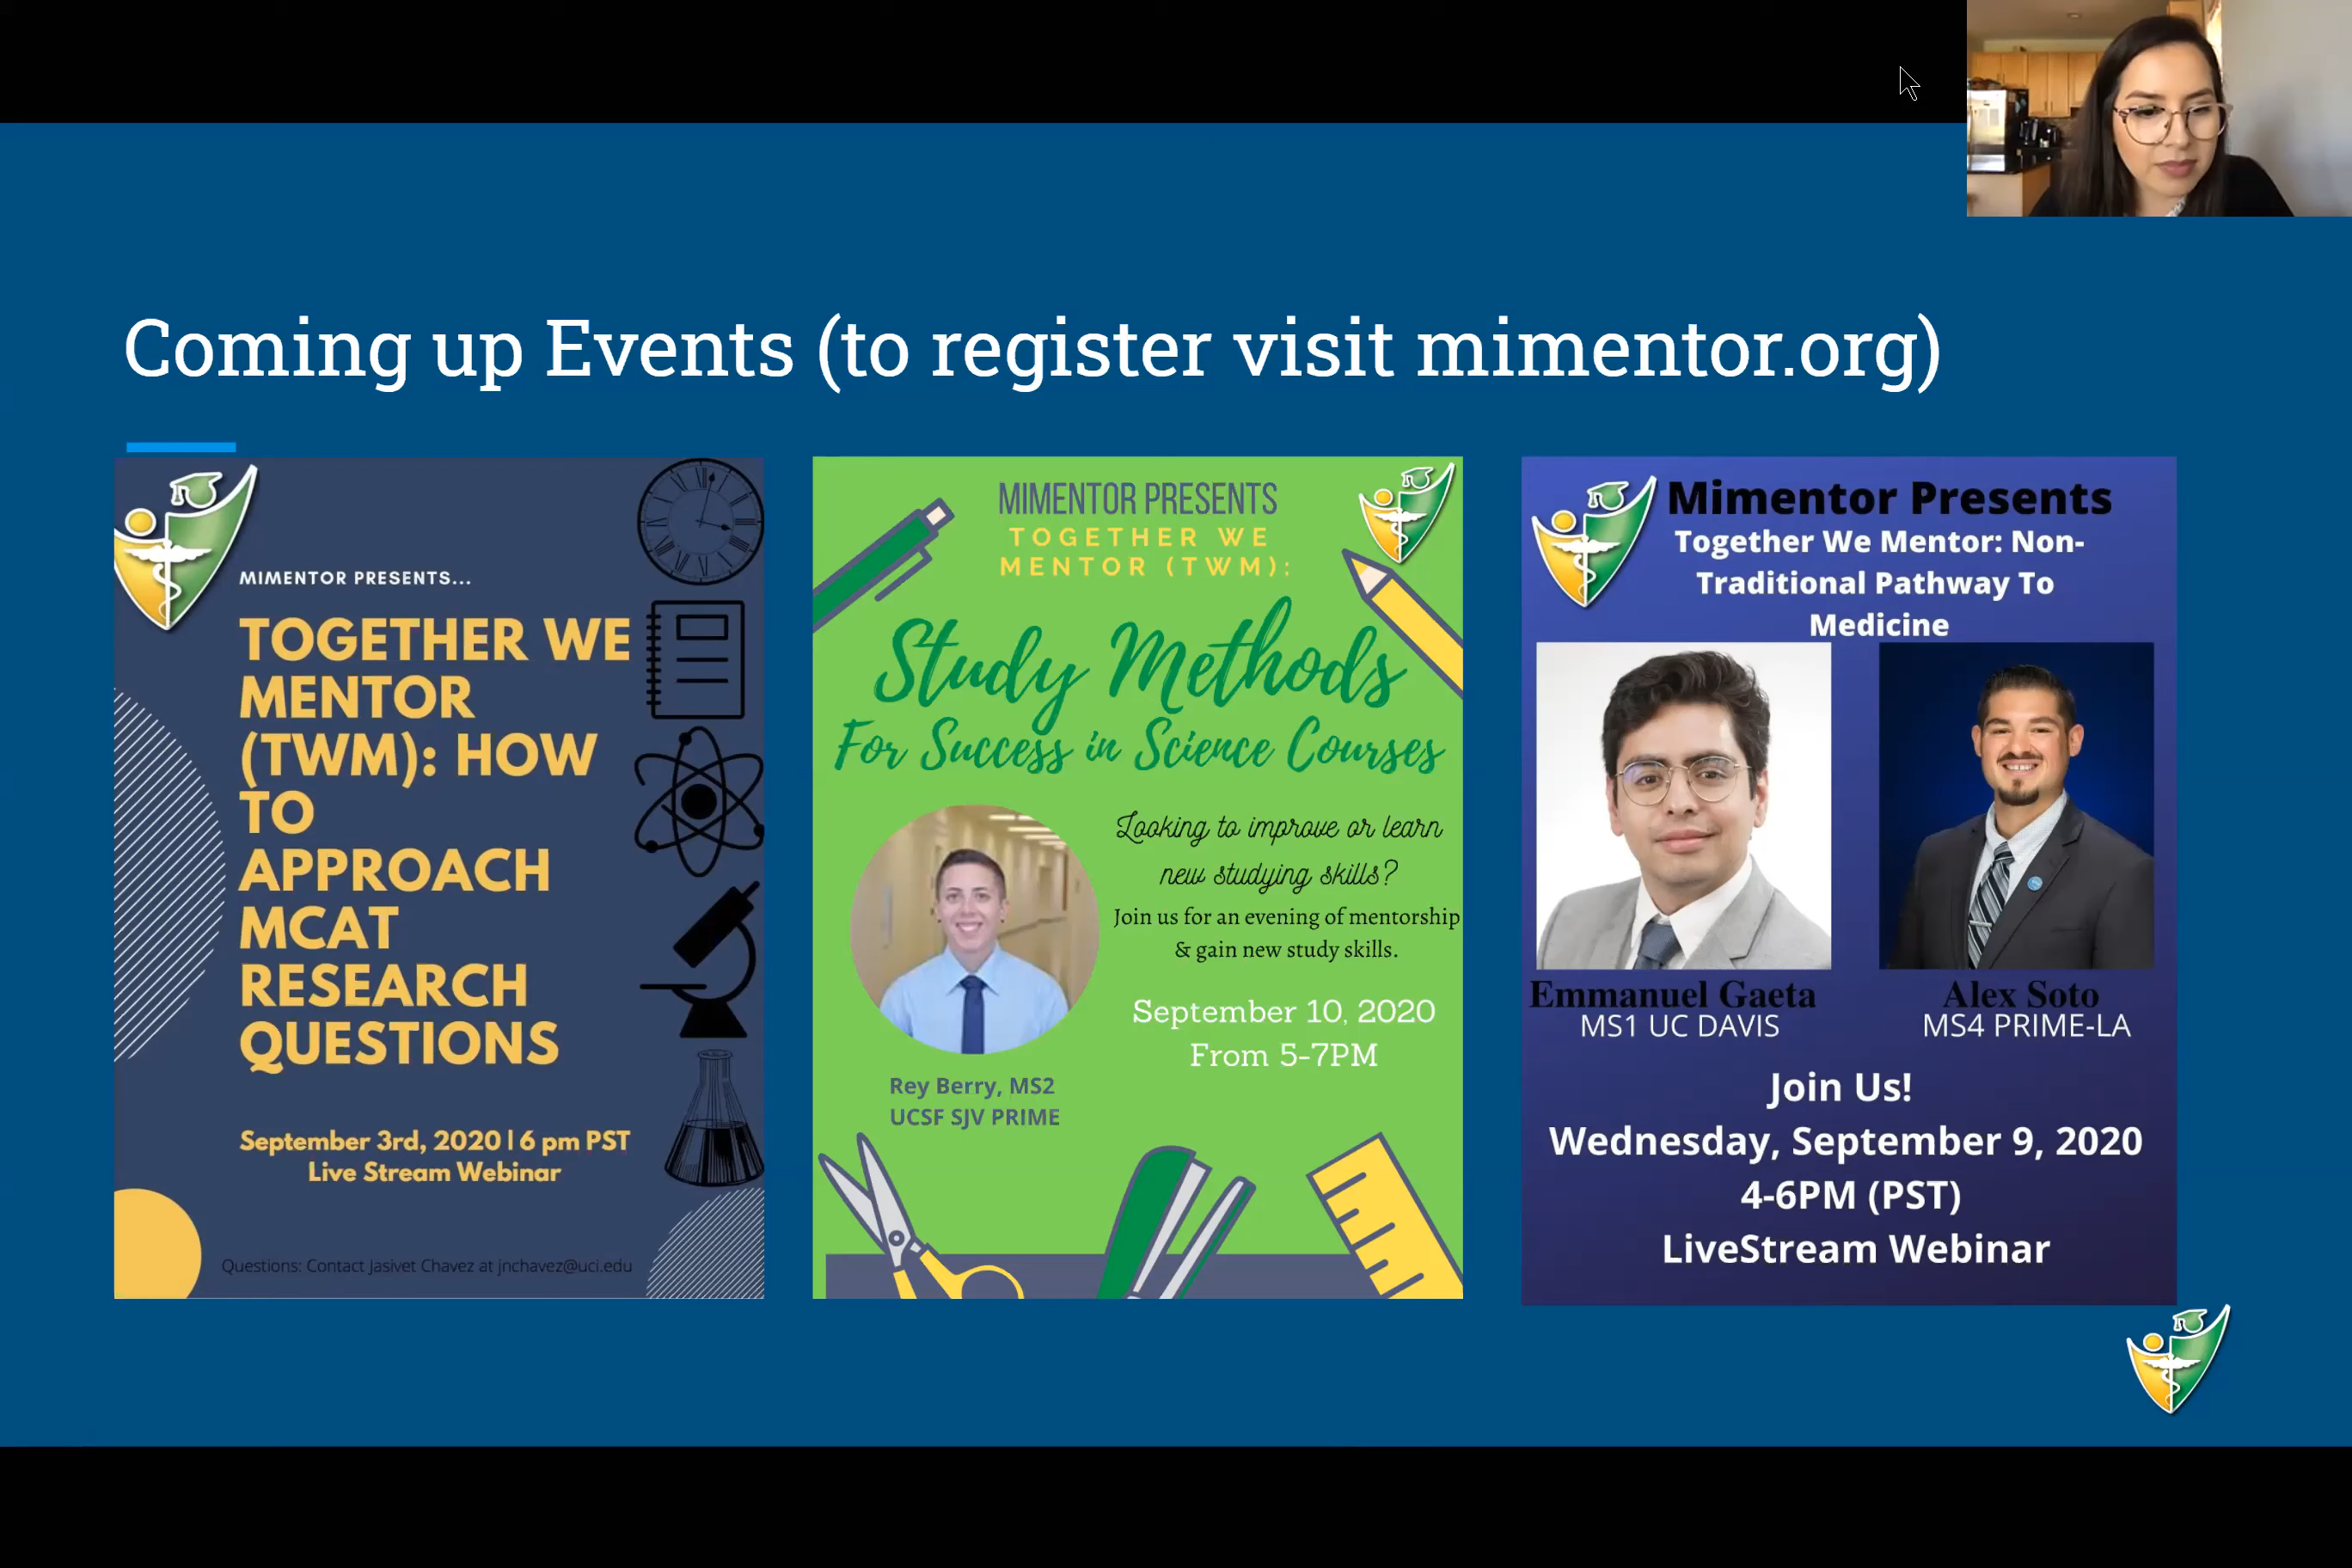 Coming up Events (to register visit mimentor.org)
MIMENTOR PRESENTS...
TOGETHER WE
MENTOR
(TWM): HOW
TO
APPROACH
MCAT
RESEARCH
QUESTIONS
September 3rd, 2020 | 6 pm PST
Live Stream Webinar
Questions: Contact Jasivet Chavez at jnchavez@uci.edu
MIMENTOR PRESENTS
TOGETHER WE
MENTOR (TWM):
Study Methods
For Success in Science Courses
Looking to improve or learn
new studying skills?
Join us for an evening of mentorship
& gain new study skills.
September 10, 2020
From 5-7PM
Rey Berry, MS2
UCSF SJV PRIME
Mimentor Presents
Together We Mentor: Non-
Traditional Pathway To
Medicine
Emmanuel Gaeta
MS1 UC DAVIS
Alex Soto
MS4 PRIME-LA
Join Us!
Wednesday, September 9, 2020
4-6PM (PST)
LiveStream Webinar